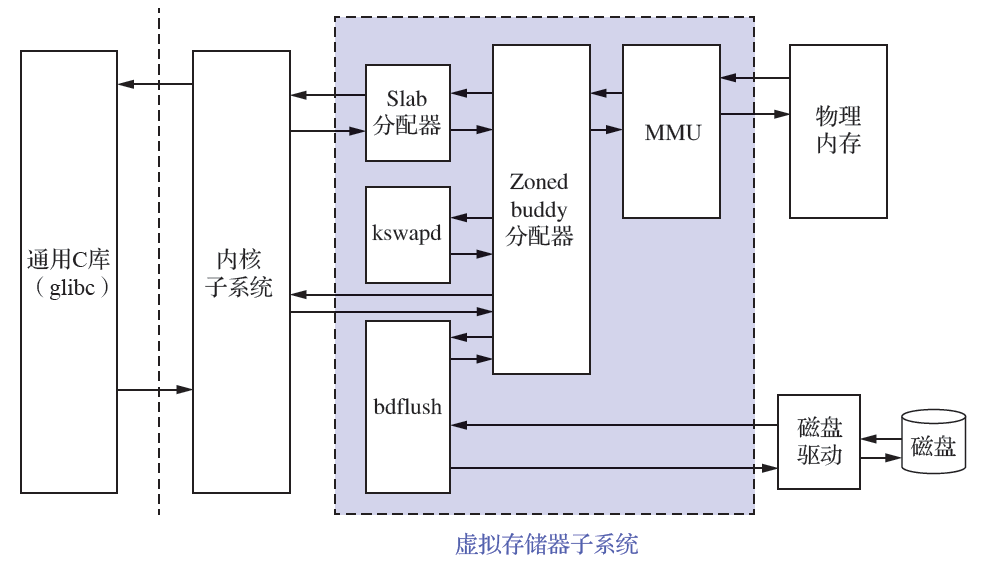 通用C库
（glibc）
内核
子系统
Slab
分配器
kswapd
bdflush
Zoned
buddy
分配器
MMU
物理
内存
磁盘
驱动
磁盘
虚拟存储器子系统